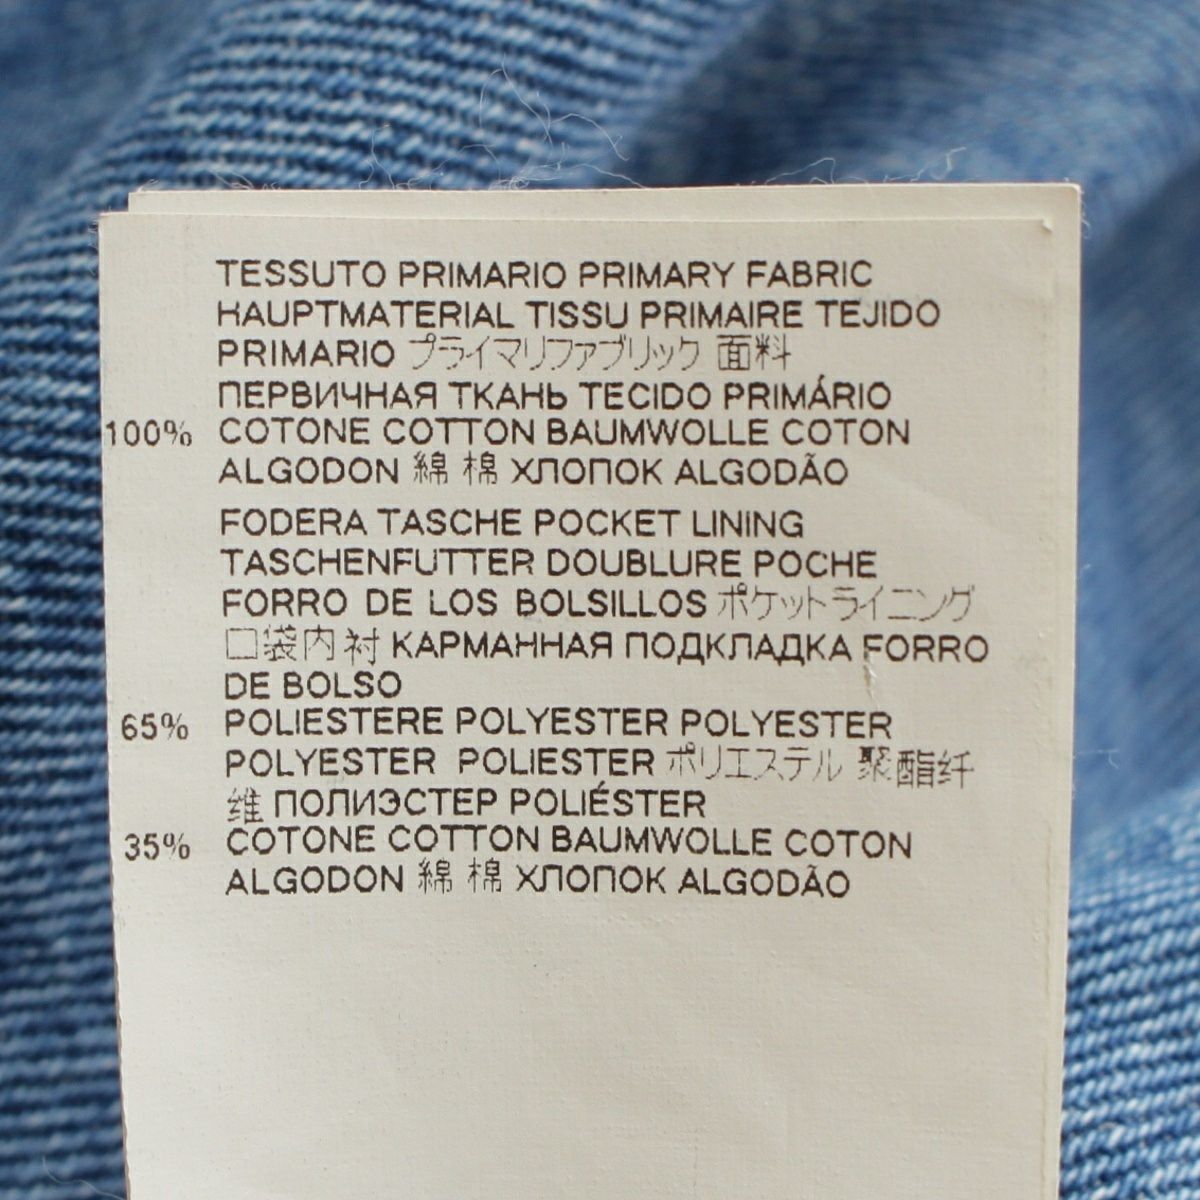 TESSUTO PRIMARIO PRIMARY FABRIC
HAUPTMATERIAL TISSU PRIMAIRE TEJIDO
PRIMARIO プライマリファブリック 面料
ПЕРВИЧНАЯ ТКАНЬ TECIDO PRIMÁRIO
100% COTONE COTTON BAUMWOLLE COTON
ALGODON 綿 棉 ХЛОПОК ALGODÃO
FODERA TASCHE POCKET LINING
TASCHENFUTTER DOUBLURE POCHE
FORRO DE LOS BOLSILLOS ポケットライニング
口袋内衬 КАРМАННАЯ ПОДКЛАДКА FORRO
DE BOLSO
65% POLIESTERE POLYESTER POLYESTER
POLYESTER POLIESTER ポリエステル 聚酯纤
维 ПОЛИЭСТЕР POLIÉSTER
35% COTONE COTTON BAUMWOLLE COTON
ALGODON 綿 棉 ХЛОПОК ALGODÃO